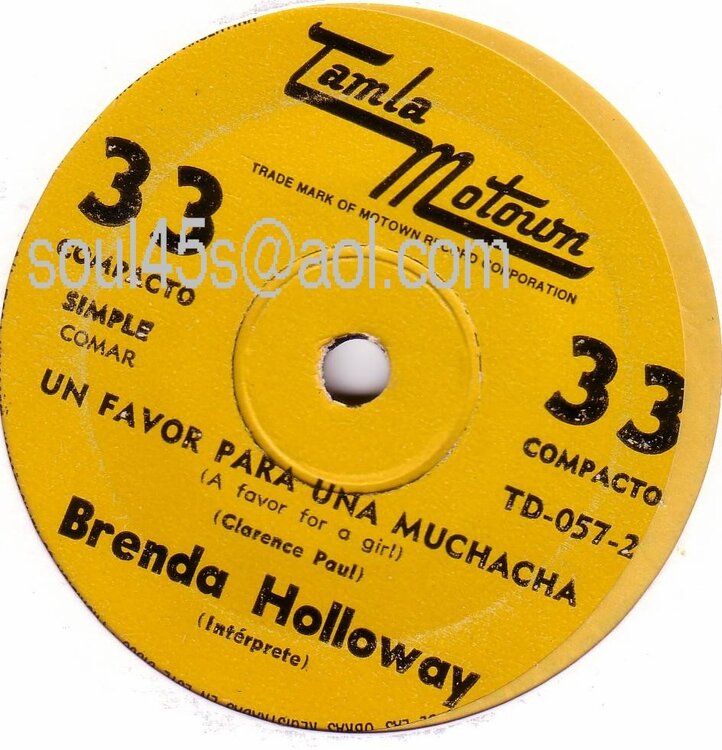 Tamla
Motown
TRADE MARK OF MOTOWN RECORD CORPORATION
33
COMPACTO
SIMPLE
COMAR
soul45s@aol.com
33
COMPACTO
TD-057-2
UN FAVOR PARA UNA MUCHACHA
(A favor for a girl)
(Clarence Paul)
Brenda Holloway
(Intérprete)